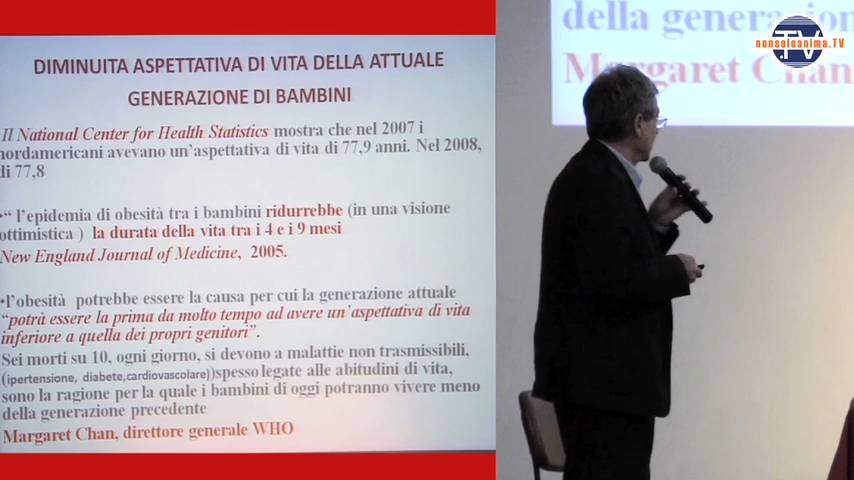 DIMINUITA ASPETTATIVA DI VITA DELLA ATTUALE
GENERAZIONE DI BAMBINI
Il National Center for Health Statistics mostra che nel 2007 i
nordamericani avevano un'aspettativa di vita di 77,9 anni. Nel 2008,
di 77,8
•“ l'epidemia di obesità tra i bambini ridurrebbe (in una visione
ottimistica ) la durata della vita tra i 4 e i 9 mesi
New England Journal of Medicine, 2005.
•l'obesità potrebbe essere la causa per cui la generazione attuale
“potrà essere la prima da molto tempo ad avere un'aspettativa di vita
inferiore a quella dei propri genitori”.
Sei morti su 10, ogni giorno, si devono a malattie non trasmissibili,
(ipertensione, diabete,cardiovascolare))spesso legate alle abitudini di vita,
sono la ragione per la quale i bambini di oggi potranno vivere meno
della generazione precedente
Margaret Chan, direttore generale WHO
della generazion
Margaret Chan
TV
nonsoloanima.TV